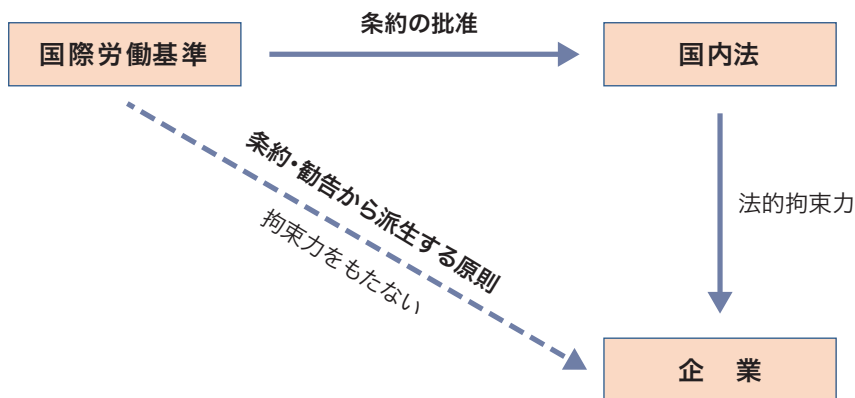 条約の批准
国際労働基準
国内法
条約・勧告から派生する原則
拘束力をもたない
法的拘束力
企　業